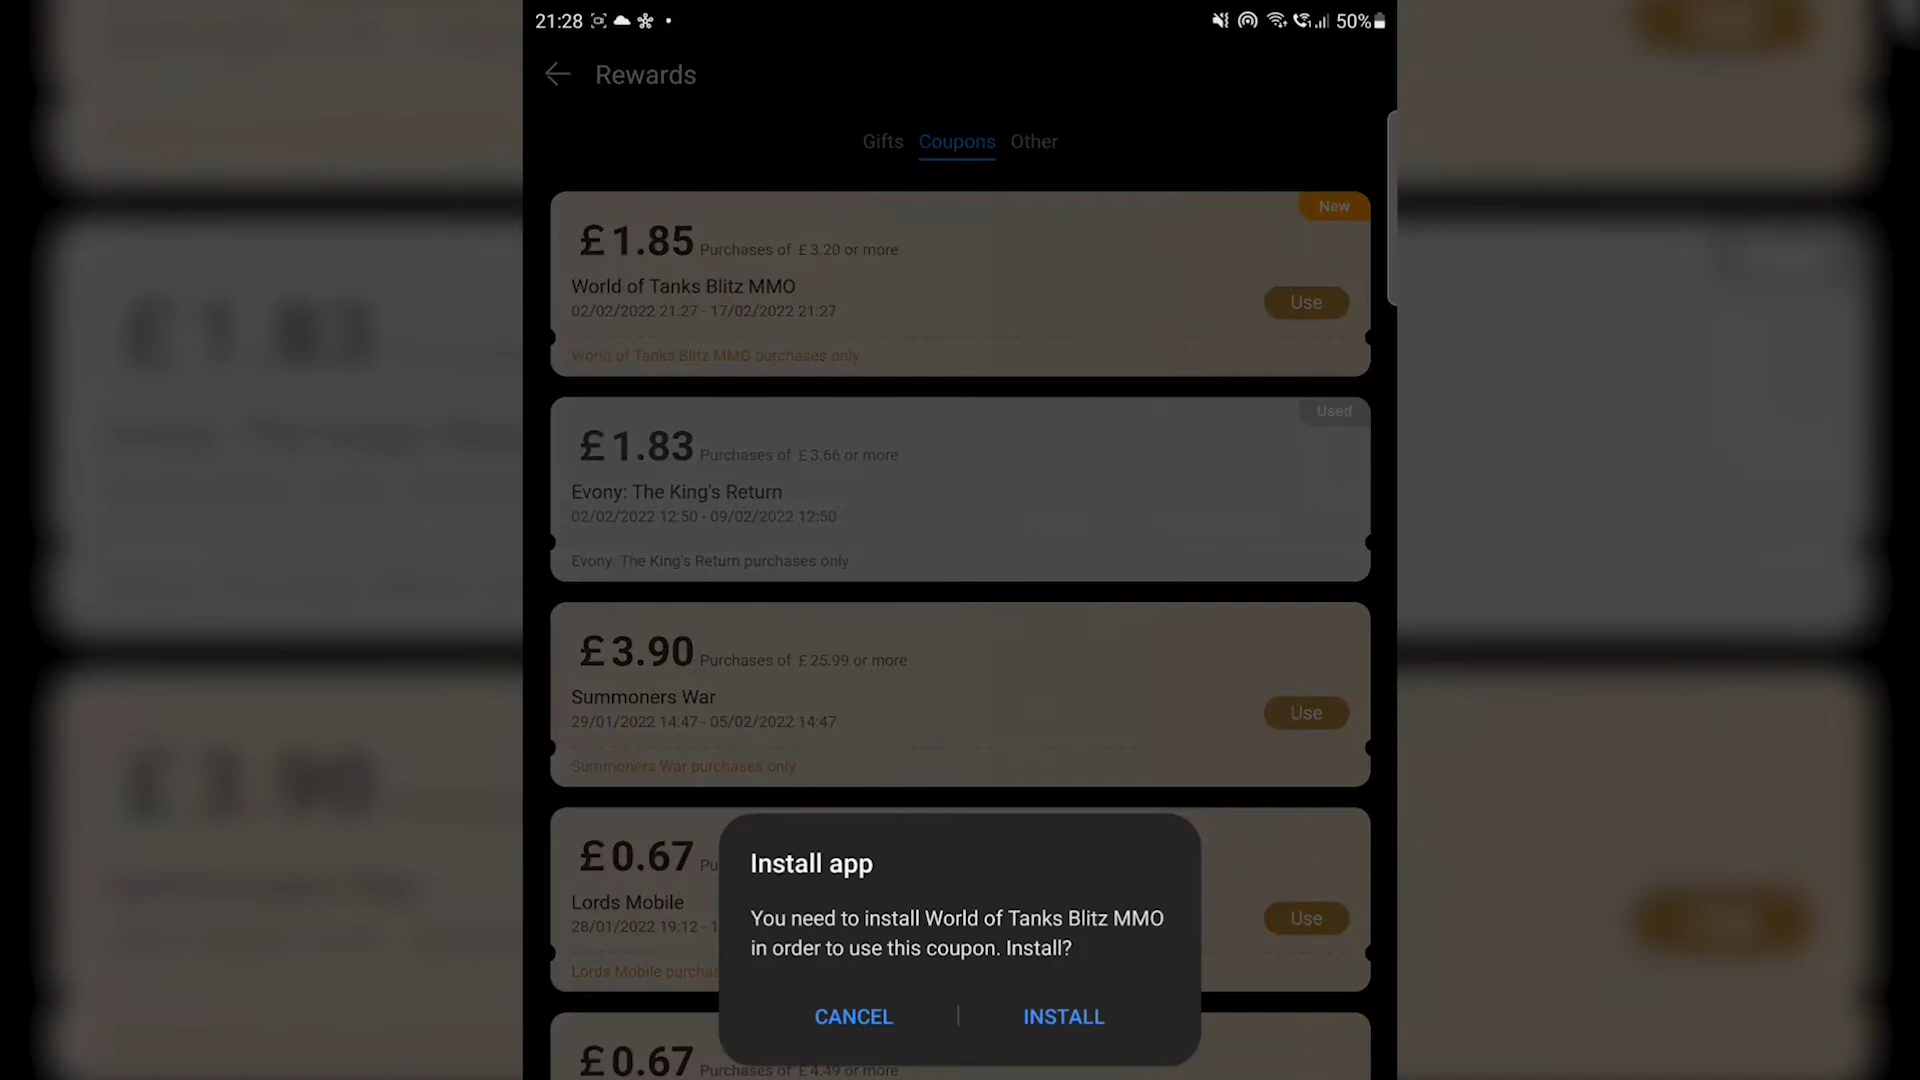 21:28 50%
Rewards
Gifts Coupons Other
New
£1.85 Purchases of £3.20 or more
World of Tanks Blitz MMO
02/02/2022 21:27 - 17/02/2022 21:27
Use
World of Tanks Blitz MMO purchases only
Used
£1.83 Purchases of £3.66 or more
Evony: The King's Return
02/02/2022 12:50 - 09/02/2022 12:50
Evony: The King's Return purchases only
£3.90 Purchases of £25.99 or more
Summoners War
29/01/2022 14:47 - 05/02/2022 14:47
Use
Summoners War purchases only
£0.67
Lords Mobile
28/01/2022 19:12 - 1
Use
Lords Mobile
Install app
You need to install World of Tanks Blitz MMO
in order to use this coupon. Install?
CANCEL INSTALL
£0.67 Purchases of £4.49 or more